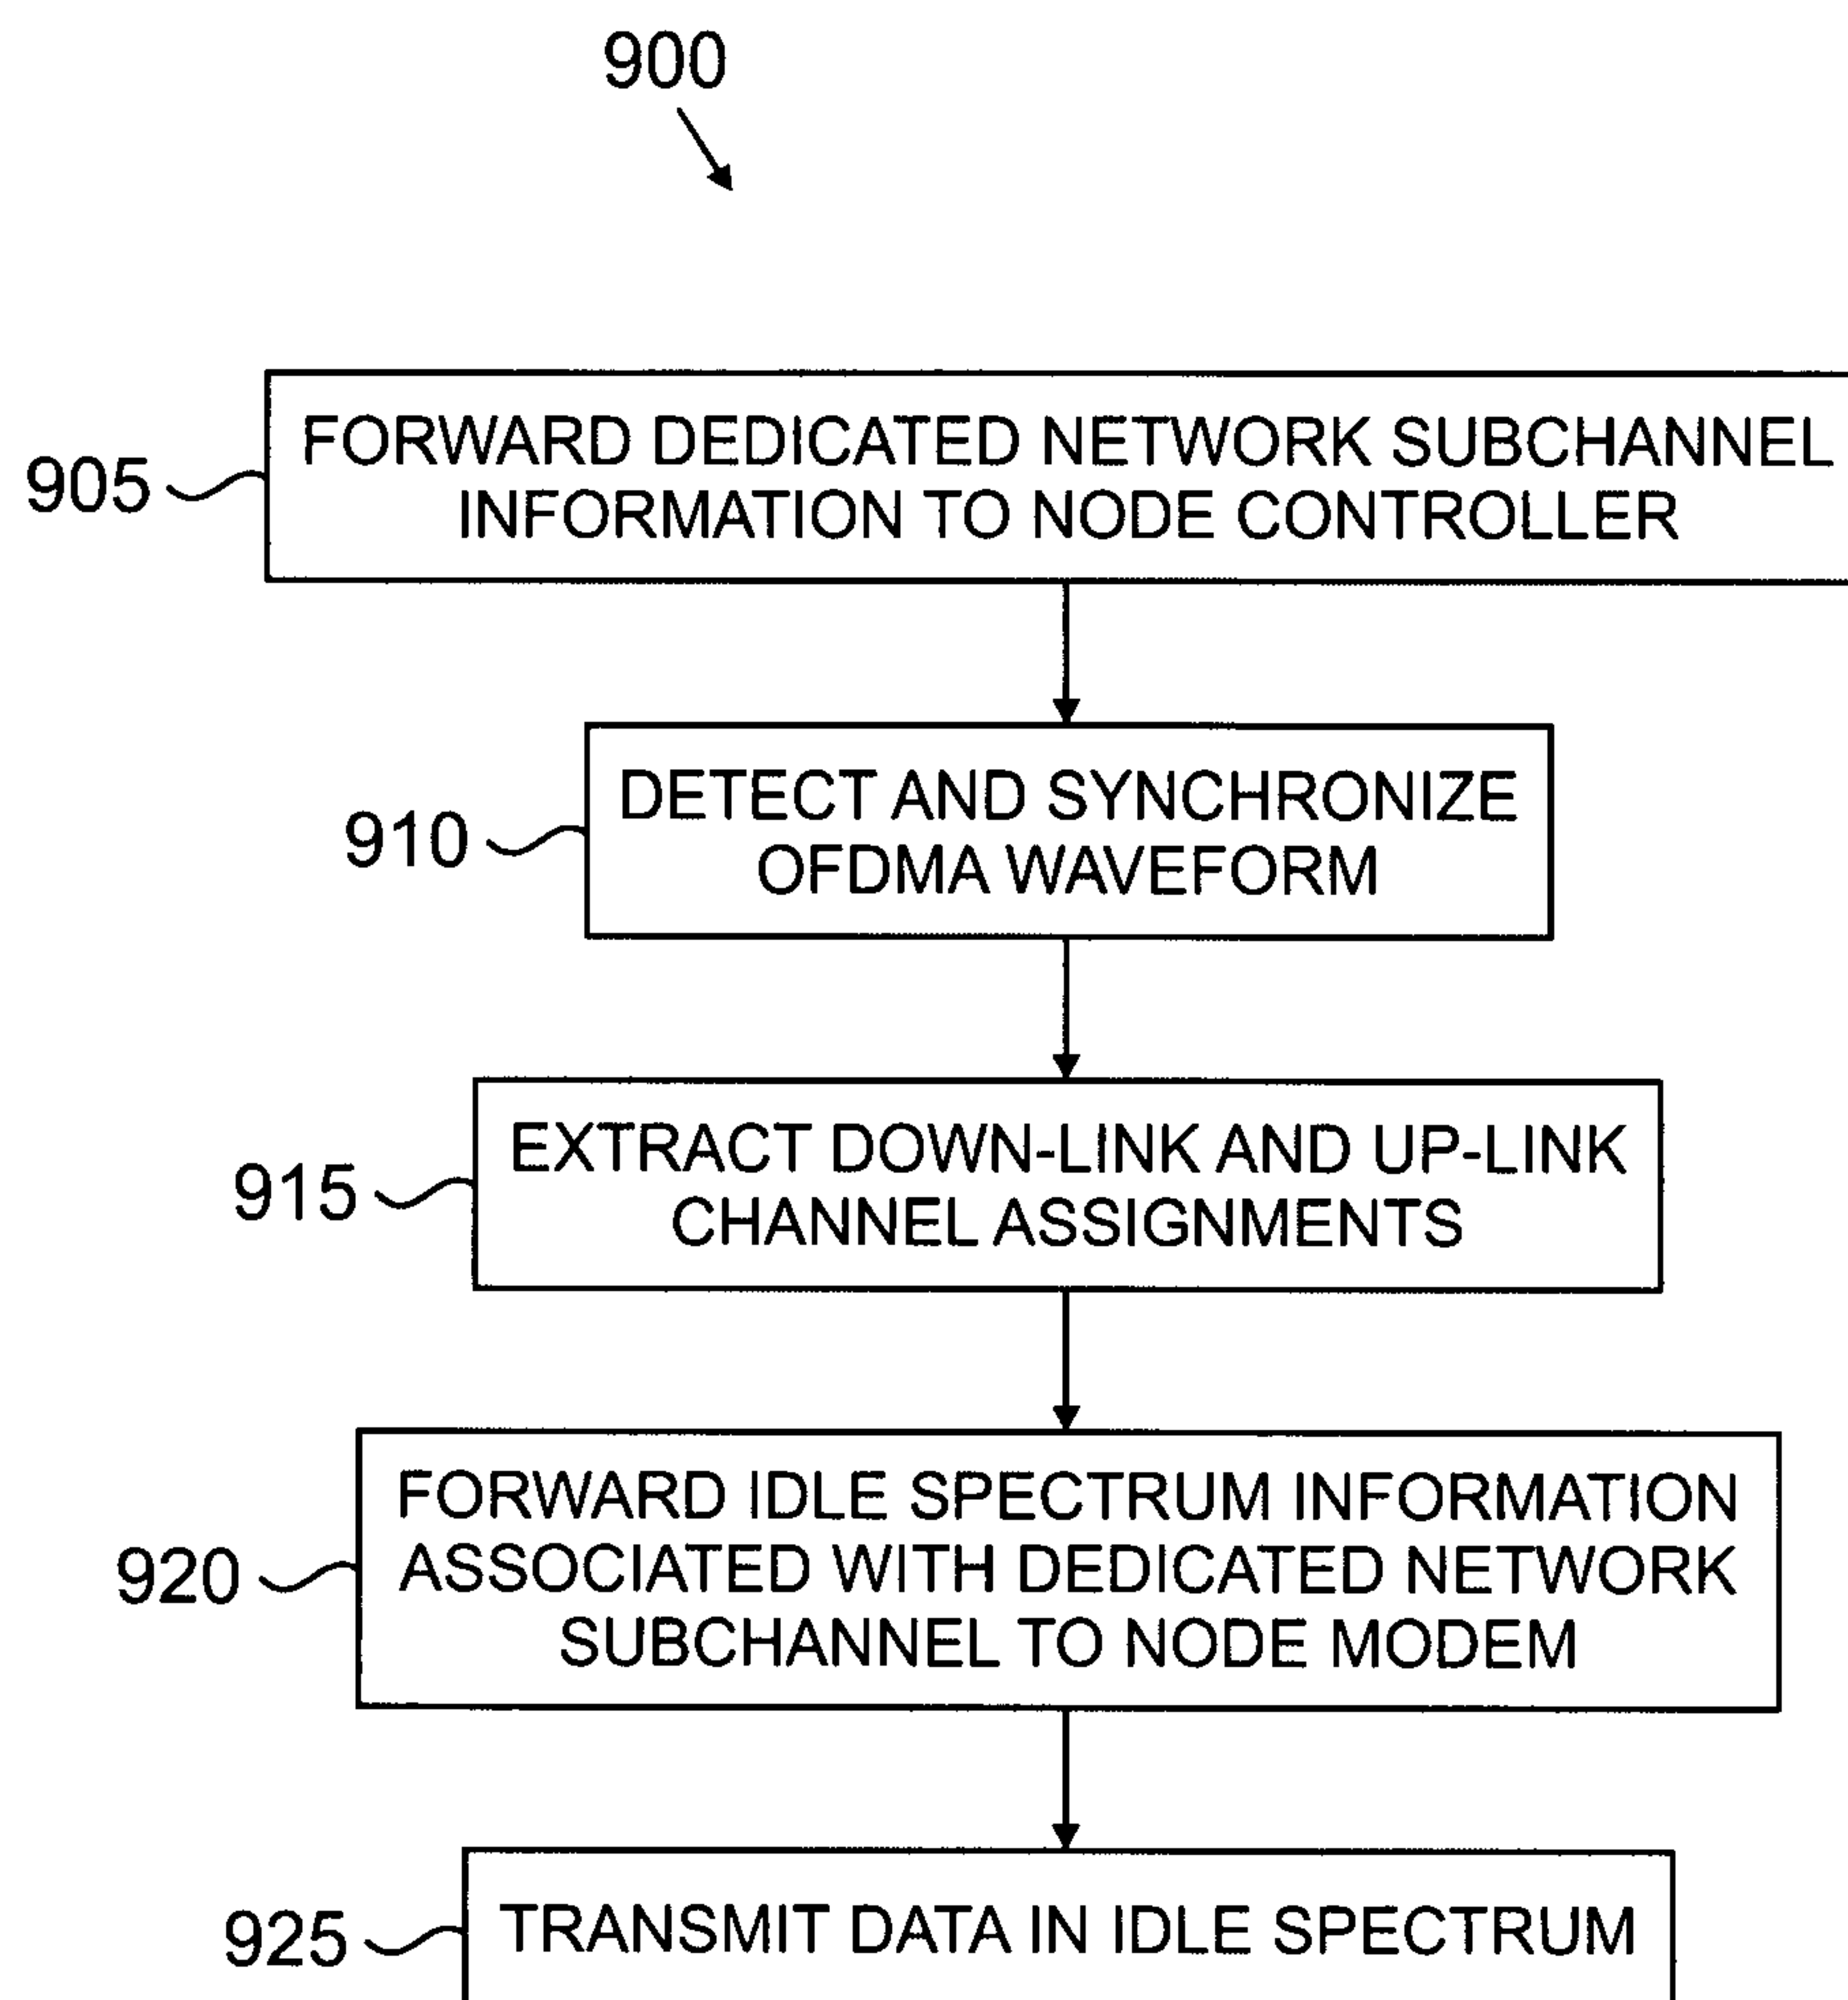 900
905
FORWARD DEDICATED NETWORK SUBCHANNEL
INFORMATION TO NODE CONTROLLER
910
DETECT AND SYNCHRONIZE
OFDMA WAVEFORM
915
EXTRACT DOWN-LINK AND UP-LINK
CHANNEL ASSIGNMENTS
920
FORWARD IDLE SPECTRUM INFORMATION
ASSOCIATED WITH DEDICATED NETWORK
SUBCHANNEL TO NODE MODEM
925
TRANSMIT DATA IN IDLE SPECTRUM